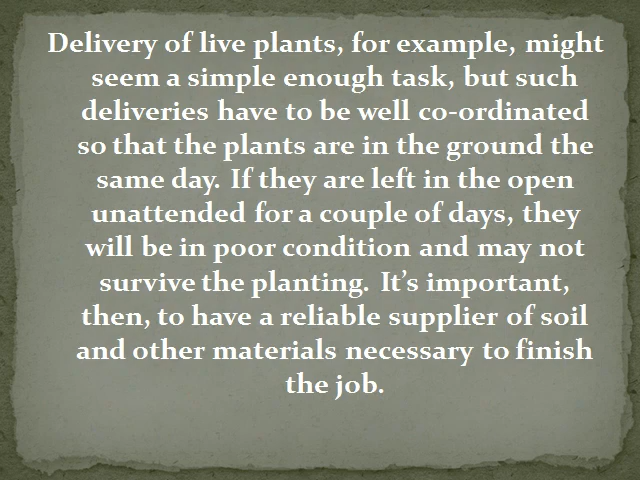 Delivery of live plants, for example, might
seem a simple enough task, but such
deliveries have to be well co-ordinated
so that the plants are in the ground the
same day. If they are left in the open
unattended for a couple of days, they
will be in poor condition and may not
survive the planting. It’s important,
then, to have a reliable supplier of soil
and other materials necessary to finish
the job.